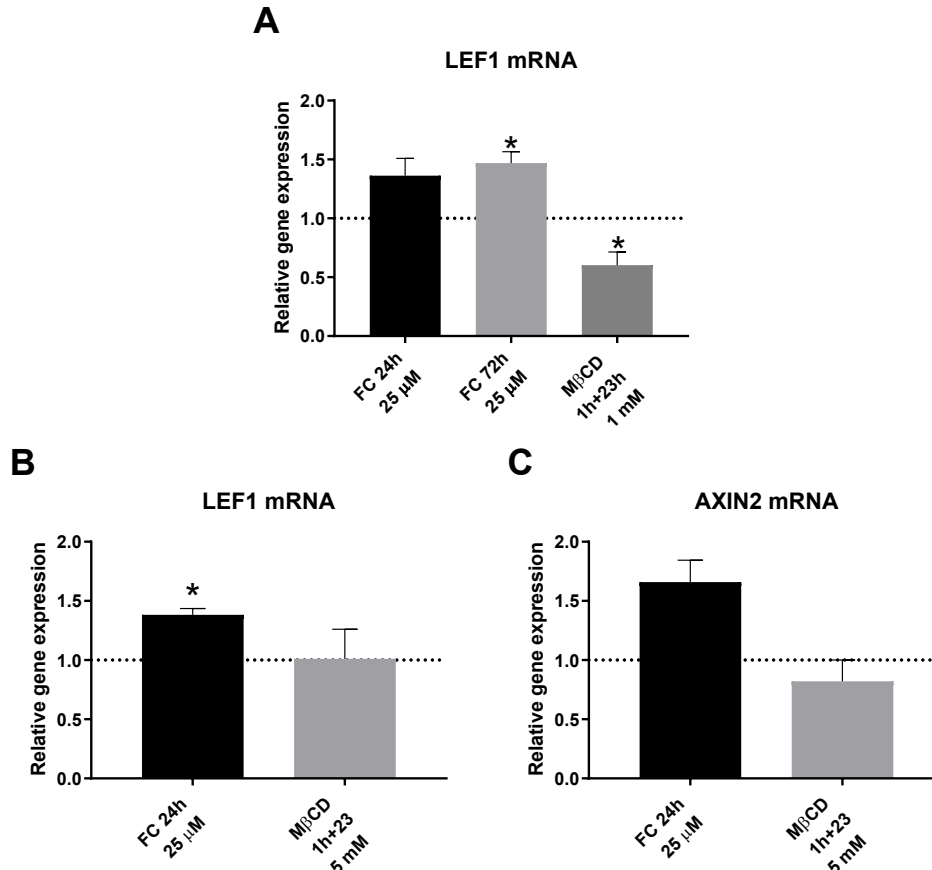 A
LEF1 mRNA
Relative gene expression
2.0
1.5
1.0
0.5
0.0
*
*
FC 24h
25 μM
FC 72h
25 μM
MβCD
1h+23h
1 mM
B
LEF1 mRNA
Relative gene expression
2.0
1.5
1.0
0.5
0.0
*
FC 24h
25 μM
MβCD
1h+23
5 mM
C
AXIN2 mRNA
Relative gene expression
2.0
1.5
1.0
0.5
0.0
FC 24h
25 μM
MβCD
1h+23
5 mM